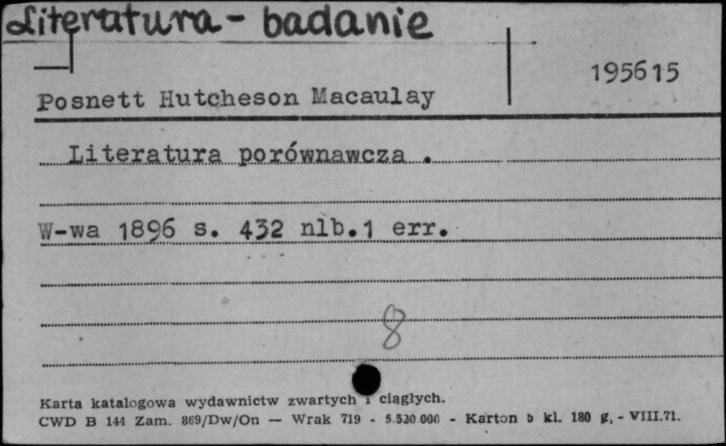 Literatura - badanie
195615
Posnett Hutcheson Macaulay
Literatura porównawcza .
W-wa 1896 s. 432 nlb.1 err.
8
Karta katalogowa wydawnictw zwartych i ciągłych.
CWD B 144 Zam. 869/Dw/On — Wrak 719 - 5.530.000 - Karton b kl. 180 g, - VIII.71.